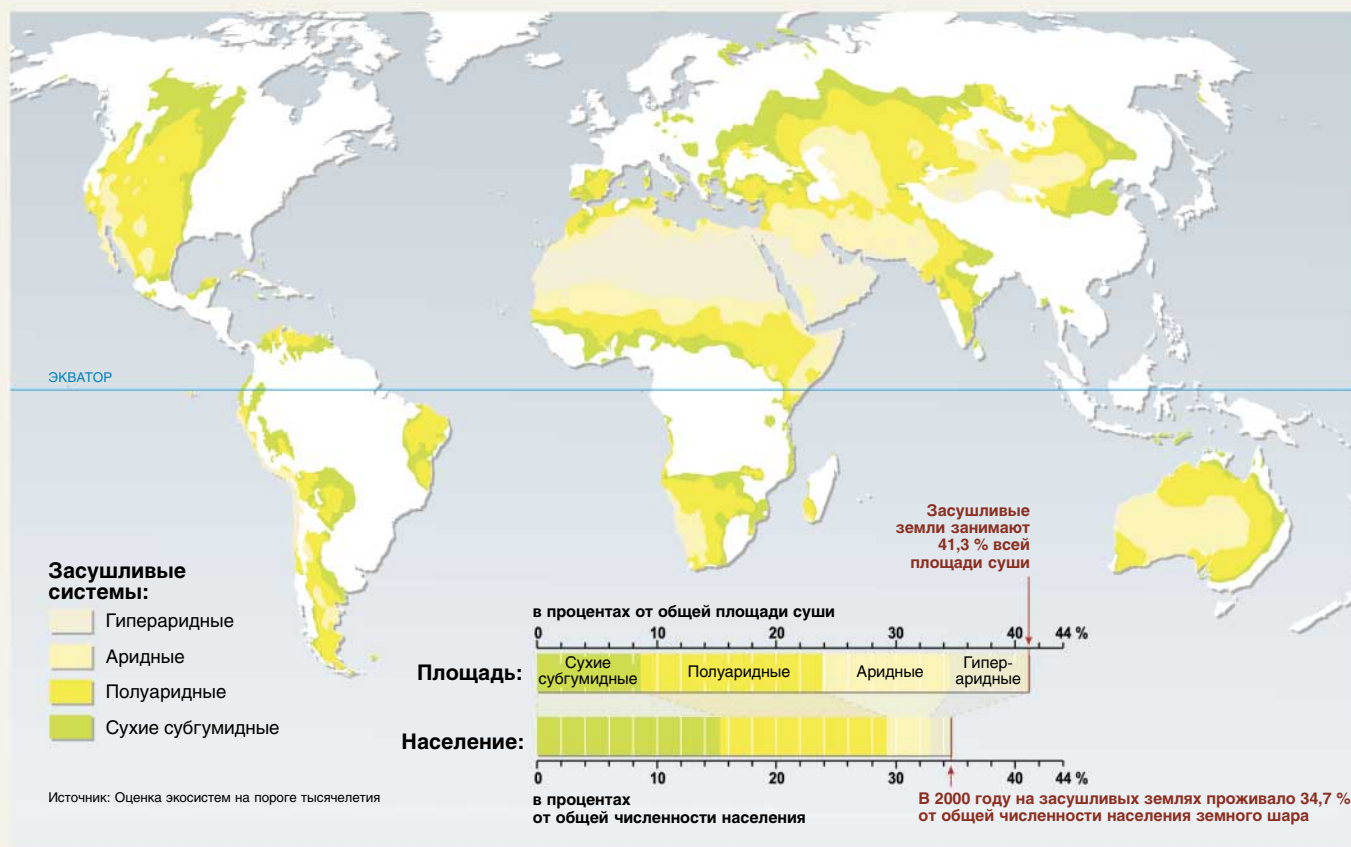 ЭКВАТОР
Засушливые
земли занимают
41,3 % всей
площади суши
Засушливые
системы:
Гипераридные
Аридные
Полуаридные
Сухие субгумидные
в процентах от общей площади суши
0 10 20 30 40 44 %
Площадь:
Сухие
субгумидные
Полуаридные
Аридные
Гипер-
аридные
Население:
0 10 20 30 40 44 %
в процентах
от общей численности населения
В 2000 году на засушливых землях проживало 34,7 %
от общей численности населения земного шара
Источник: Оценка экосистем на пороге тысячелетия